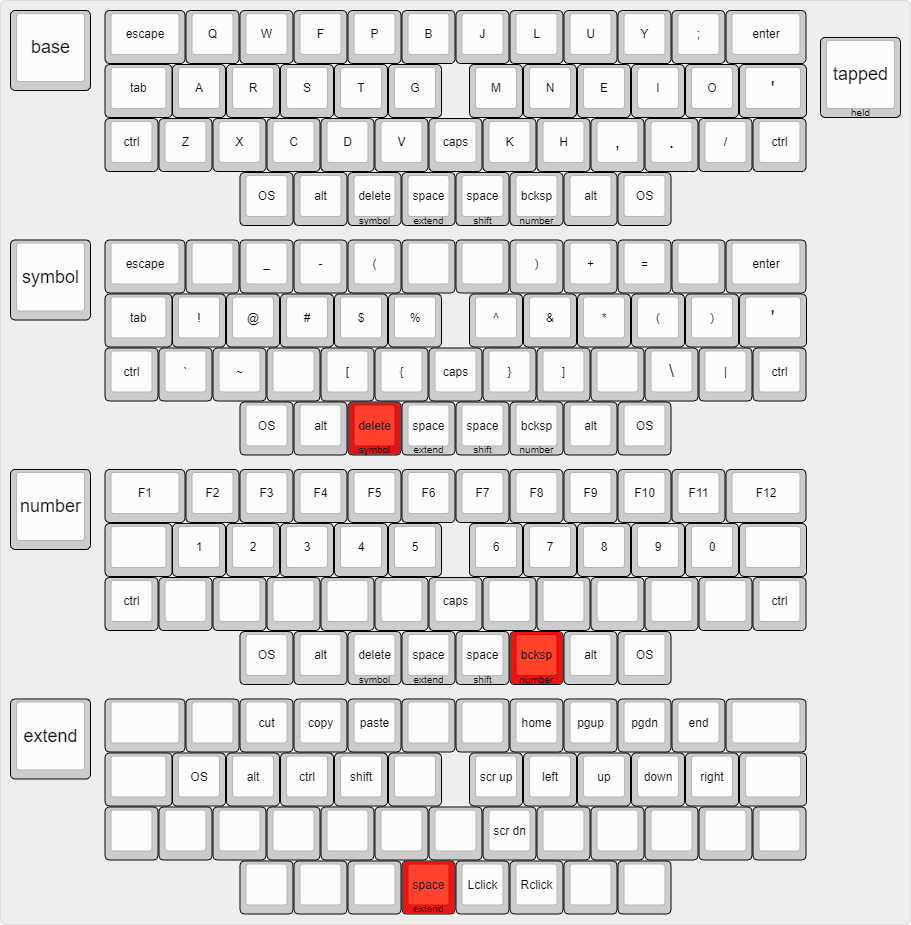 base
escape Q W F P B J L U Y ; enter
tapped
held
tab A R S T G M N E I O '
ctrl Z X C D V caps K H , . / ctrl
OS alt delete space space bcksp alt OS
symbol extend shift number
symbol
escape _ - ( ) + = enter
tab ! @ # $ % ^ & * ( ) '
ctrl ` ~ [ { caps } ] \ | ctrl
OS alt delete space space bcksp alt OS
symbol extend shift number
number
F1 F2 F3 F4 F5 F6 F7 F8 F9 F10 F11 F12
1 2 3 4 5 6 7 8 9 0
ctrl caps ctrl
OS alt delete space space bcksp alt OS
symbol extend shift number
extend
cut copy paste home pgup pgdn end
OS alt ctrl shift scr up left up down right
scr dn
space Lclick Rclick
extend